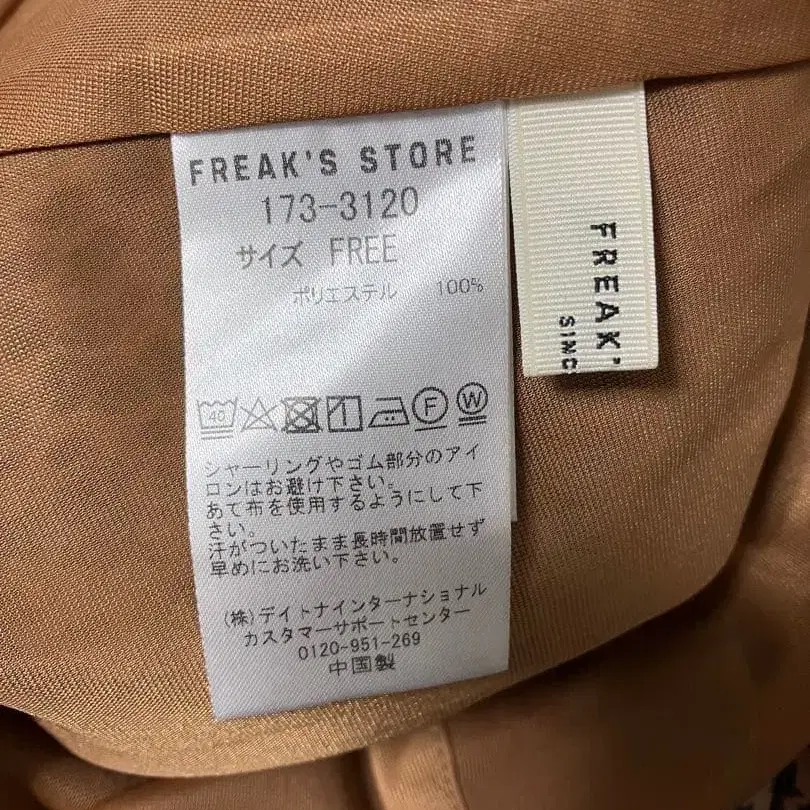 FREAK'S STORE
173-3120
サイズ FREE
ポリエステル 100%
40 F W
シャーリングやゴム部分のアイ
ロンはお避け下さい。
あて布を使用するようにして下
さい。
汗がついたまま長時間放置せず
早めにお洗い下さい。
(株)デイトナインターナショナル
カスタマーサポートセンター
0120-951-269
中国製
FREAK'
SINC